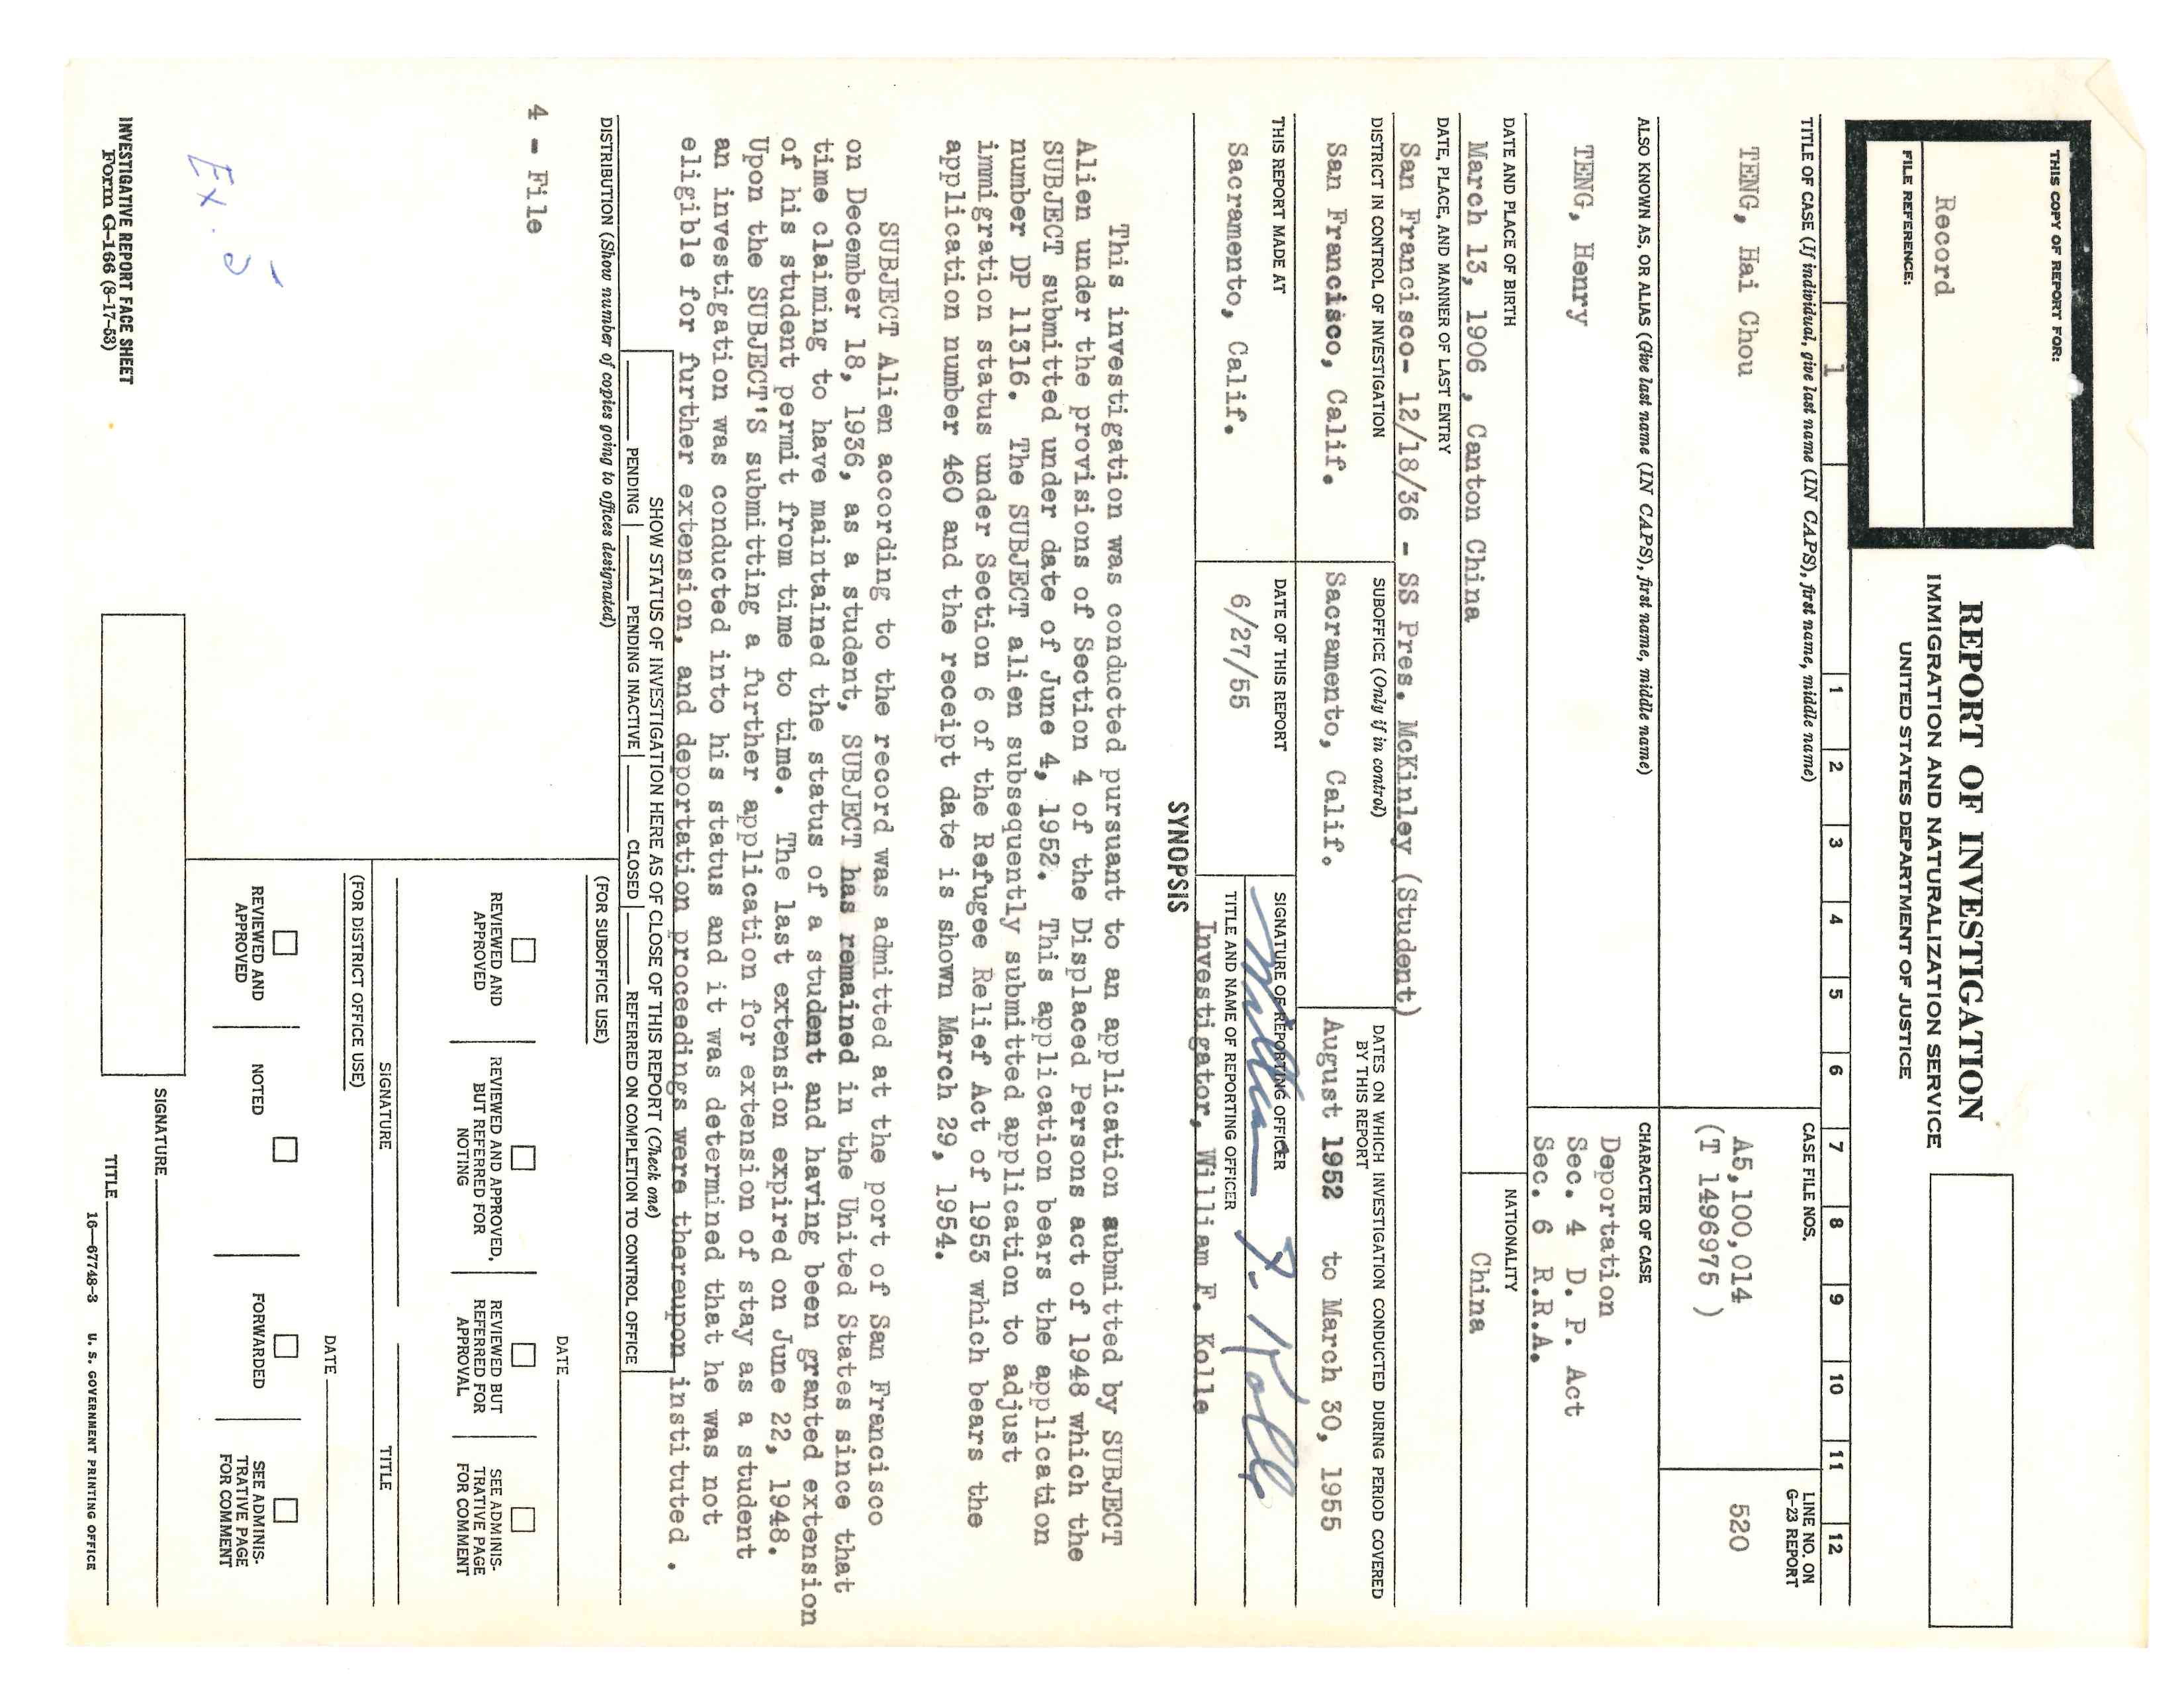 THIS COPY OF REPORT FOR:
Record
FILE REFERENCE:
REPORT OF INVESTIGATION
IMMIGRATION AND NATURALIZATION SERVICE
UNITED STATES DEPARTMENT OF JUSTICE
1 1 2 3 4 5 6 7 8 9 10 11 12
TITLE OF CASE (If individual, give last name (IN CAPS), first name, middle name)
TENG, Hai Chou
CASE FILE NOS.
A5,100,014
(T 1496975 )
LINE NO. ON
G-23 REPORT
520
ALSO KNOWN AS, OR ALIAS (Give last name (IN CAPS), first name, middle name)
TENG, Henry
CHARACTER OF CASE
Deportation
Sec. 4 D. P. Act
Sec. 6 R.R.A.
DATE AND PLACE OF BIRTH
March 13, 1906 , Canton China
NATIONALITY
China
DATE, PLACE, AND MANNER OF LAST ENTRY
San Francisco- 12/18/36 - SS Pres. McKinley (Student)
DISTRICT IN CONTROL OF INVESTIGATION
San Francisco, Calif.
SUBOFFICE (Only if in control)
Sacramento, Calif.
DATES ON WHICH INVESTIGATION CONDUCTED DURING PERIOD COVERED
BY THIS REPORT
August 1952 to March 30, 1955
THIS REPORT MADE AT
Sacramento, Calif.
DATE OF THIS REPORT
6/27/55
SIGNATURE OF REPORTING OFFICER
William F. Kolle
TITLE AND NAME OF REPORTING OFFICER
Investigator, William F. Kolle
SYNOPSIS
This investigation was conducted pursuant to an application submitted by SUBJECT
Alien under the provisions of Section 4 of the Displaced Persons act of 1948 which the
SUBJECT submitted under date of June 4, 1952. This application bears the application
number DP 11316. The SUBJECT alien subsequently submitted application to adjust
immigration status under Section 6 of the Refugee Relief Act of 1953 which bears the
application number 460 and the receipt date is shown March 29, 1954.
SUBJECT Alien according to the record was admitted at the port of San Francisco
on December 18, 1936, as a student, SUBJECT has remained in the United States since that
time claiming to have maintained the status of a student and having been granted extension
of his student permit from time to time. The last extension expired on June 22, 1948.
Upon the SUBJECT'S submitting a further application for extension of stay as a student
an investigation was conducted into his status and it was determined that he was not
eligible for further extension, and deportation proceedings were thereupon instituted .
SHOW STATUS OF INVESTIGATION HERE AS OF CLOSE OF THIS REPORT (Check one)
PENDING PENDING INACTIVE CLOSED REFERRED ON COMPLETION TO CONTROL OFFICE
DISTRIBUTION (Show number of copies going to offices designated)
4 - File
(FOR SUBOFFICE USE)
DATE
REVIEWED AND
APPROVED
REVIEWED AND APPROVED,
BUT REFERRED FOR
NOTING
REVIEWED BUT
REFERRED FOR
APPROVAL
SEE ADMINIS-
TRATIVE PAGE
FOR COMMENT
SIGNATURE TITLE
(FOR DISTRICT OFFICE USE)
DATE
REVIEWED AND
APPROVED
NOTED
FORWARDED
SEE ADMINIS-
TRATIVE PAGE
FOR COMMENT
Ex. 5
SIGNATURE
TITLE
INVESTIGATIVE REPORT FACE SHEET
Form G-166 (8-17-53)
16—67748-3 U. S. GOVERNMENT PRINTING OFFICE